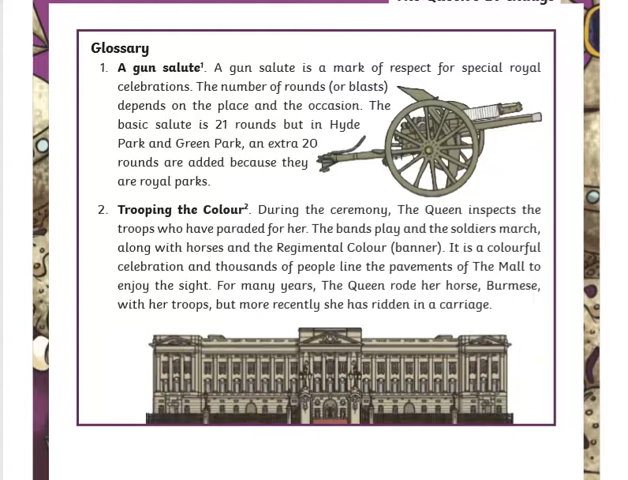 Glossary
1. A gun salute¹. A gun salute is a mark of respect for special royal
celebrations. The number of rounds (or blasts)
depends on the place and the occasion. The
basic salute is 21 rounds but in Hyde
Park and Green Park, an extra 20
rounds are added because they
are royal parks.
2. Trooping the Colour². During the ceremony, The Queen inspects the
troops who have paraded for her. The bands play and the soldiers march,
along with horses and the Regimental Colour (banner). It is a colourful
celebration and thousands of people line the pavements of The Mall to
enjoy the sight. For many years, The Queen rode her horse, Burmese,
with her troops, but more recently she has ridden in a carriage.